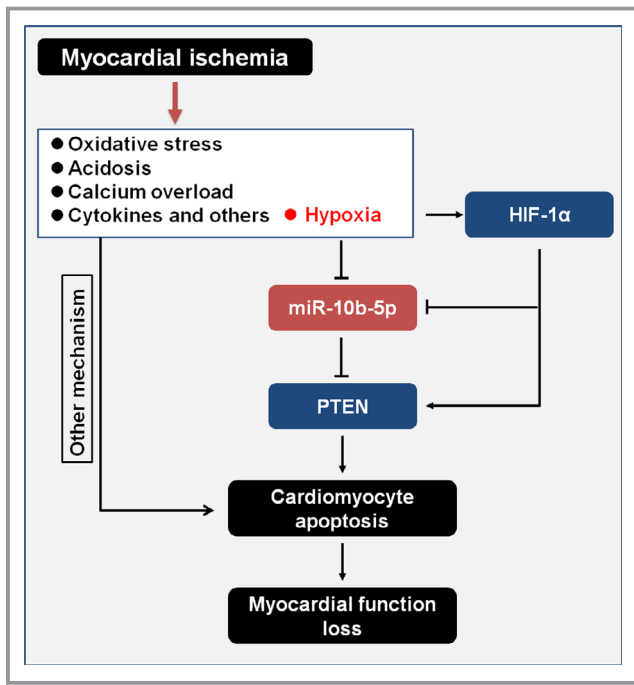 Myocardial ischemia
● Oxidative stress
● Acidosis
● Calcium overload
● Cytokines and others ● Hypoxia
HIF-1α
Other mechanism
miR-10b-5p
PTEN
Cardiomyocyte
apoptosis
Myocardial function
loss